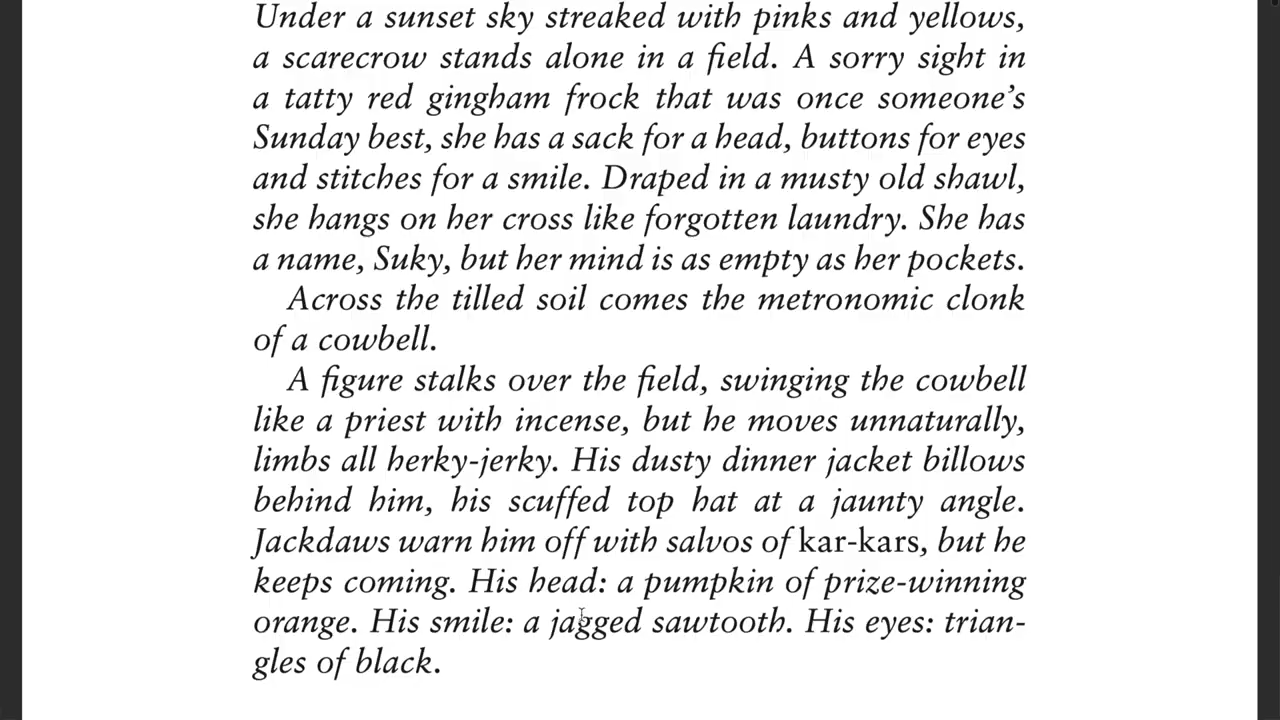 Under a sunset sky streaked with pinks and yellows,
a scarecrow stands alone in a field. A sorry sight in
a tatty red gingham frock that was once someone’s
Sunday best, she has a sack for a head, buttons for eyes
and stitches for a smile. Draped in a musty old shawl,
she hangs on her cross like forgotten laundry. She has
a name, Suky, but her mind is as empty as her pockets.
Across the tilled soil comes the metronomic clonk
of a cowbell.
A figure stalks over the field, swinging the cowbell
like a priest with incense, but he moves unnaturally,
limbs all herky-jerky. His dusty dinner jacket billows
behind him, his scuffed top hat at a jaunty angle.
Jackdaws warn him off with salvos of kar-kars, but he
keeps coming. His head: a pumpkin of prize-winning
orange. His smile: a jagged sawtooth. His eyes: trian-
gles of black.